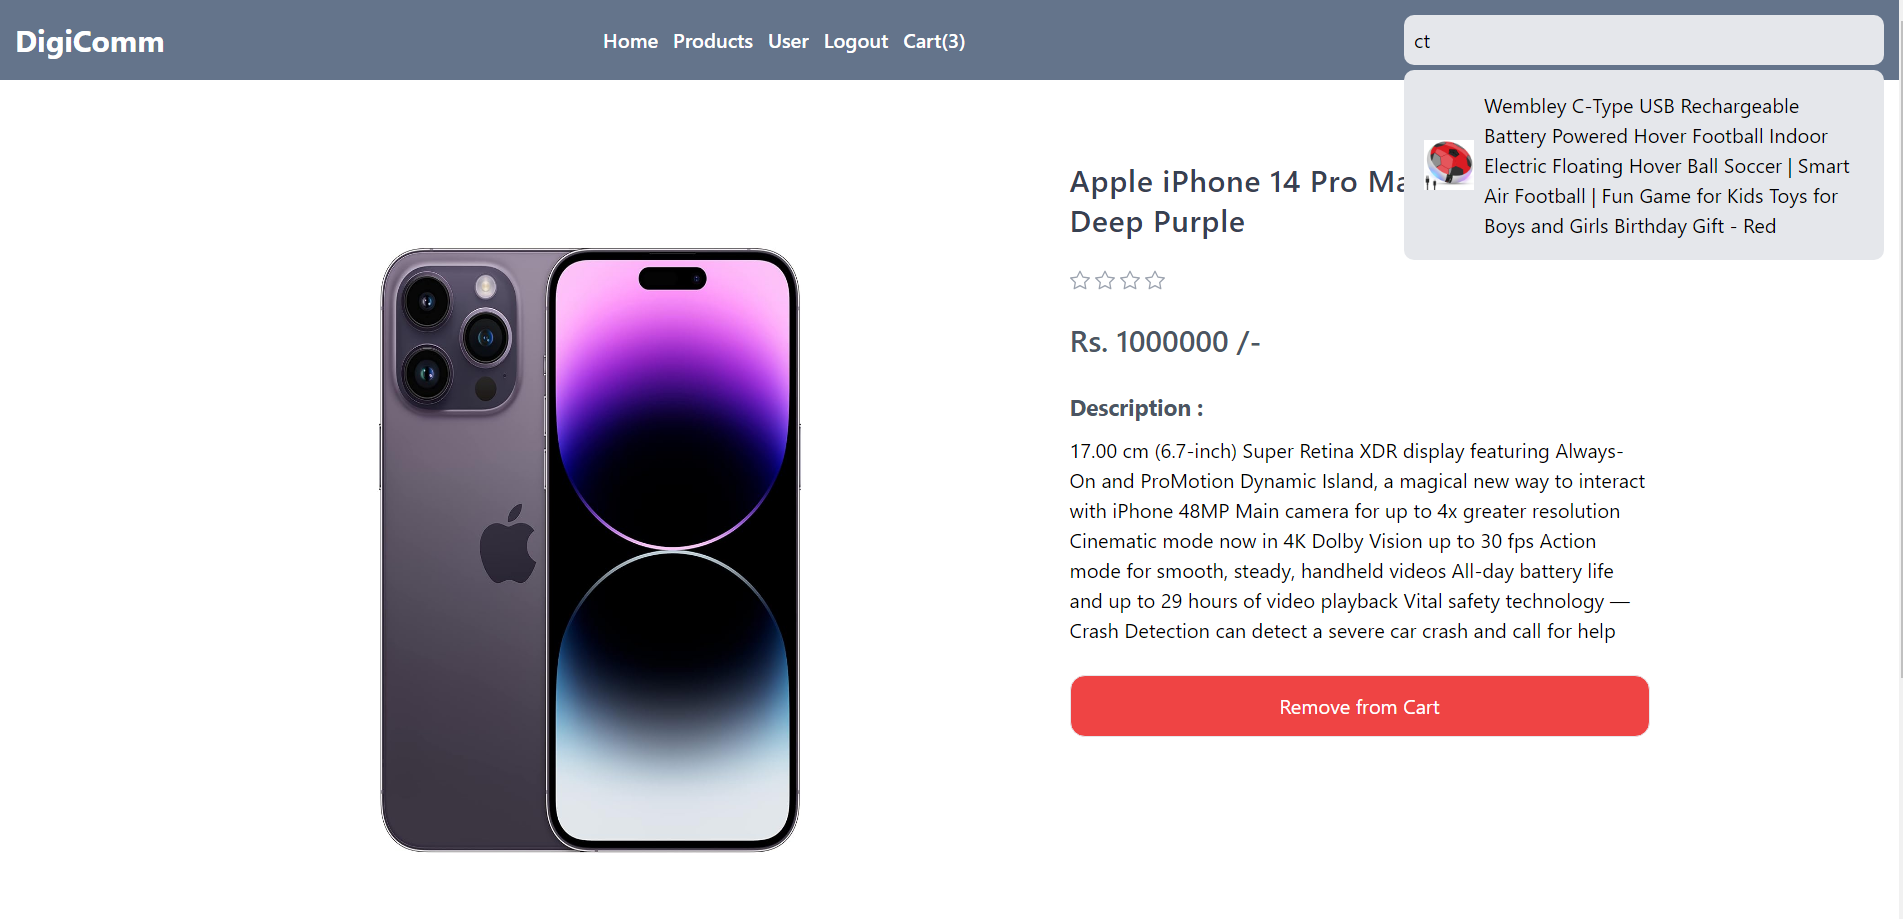 DigiComm
Home Products User Logout Cart(3)
ct
Wembley C-Type USB Rechargeable
Battery Powered Hover Football Indoor
Electric Floating Hover Ball Soccer | Smart
Air Football | Fun Game for Kids Toys for
Boys and Girls Birthday Gift - Red
Apple iPhone 14 Pro
Deep Purple
Rs. 1000000 /-
Description :
17.00 cm (6.7-inch) Super Retina XDR display featuring Always-
On and ProMotion Dynamic Island, a magical new way to interact
with iPhone 48MP Main camera for up to 4x greater resolution
Cinematic mode now in 4K Dolby Vision up to 30 fps Action
mode for smooth, steady, handheld videos All-day battery life
and up to 29 hours of video playback Vital safety technology —
Crash Detection can detect a severe car crash and call for help
Remove from Cart